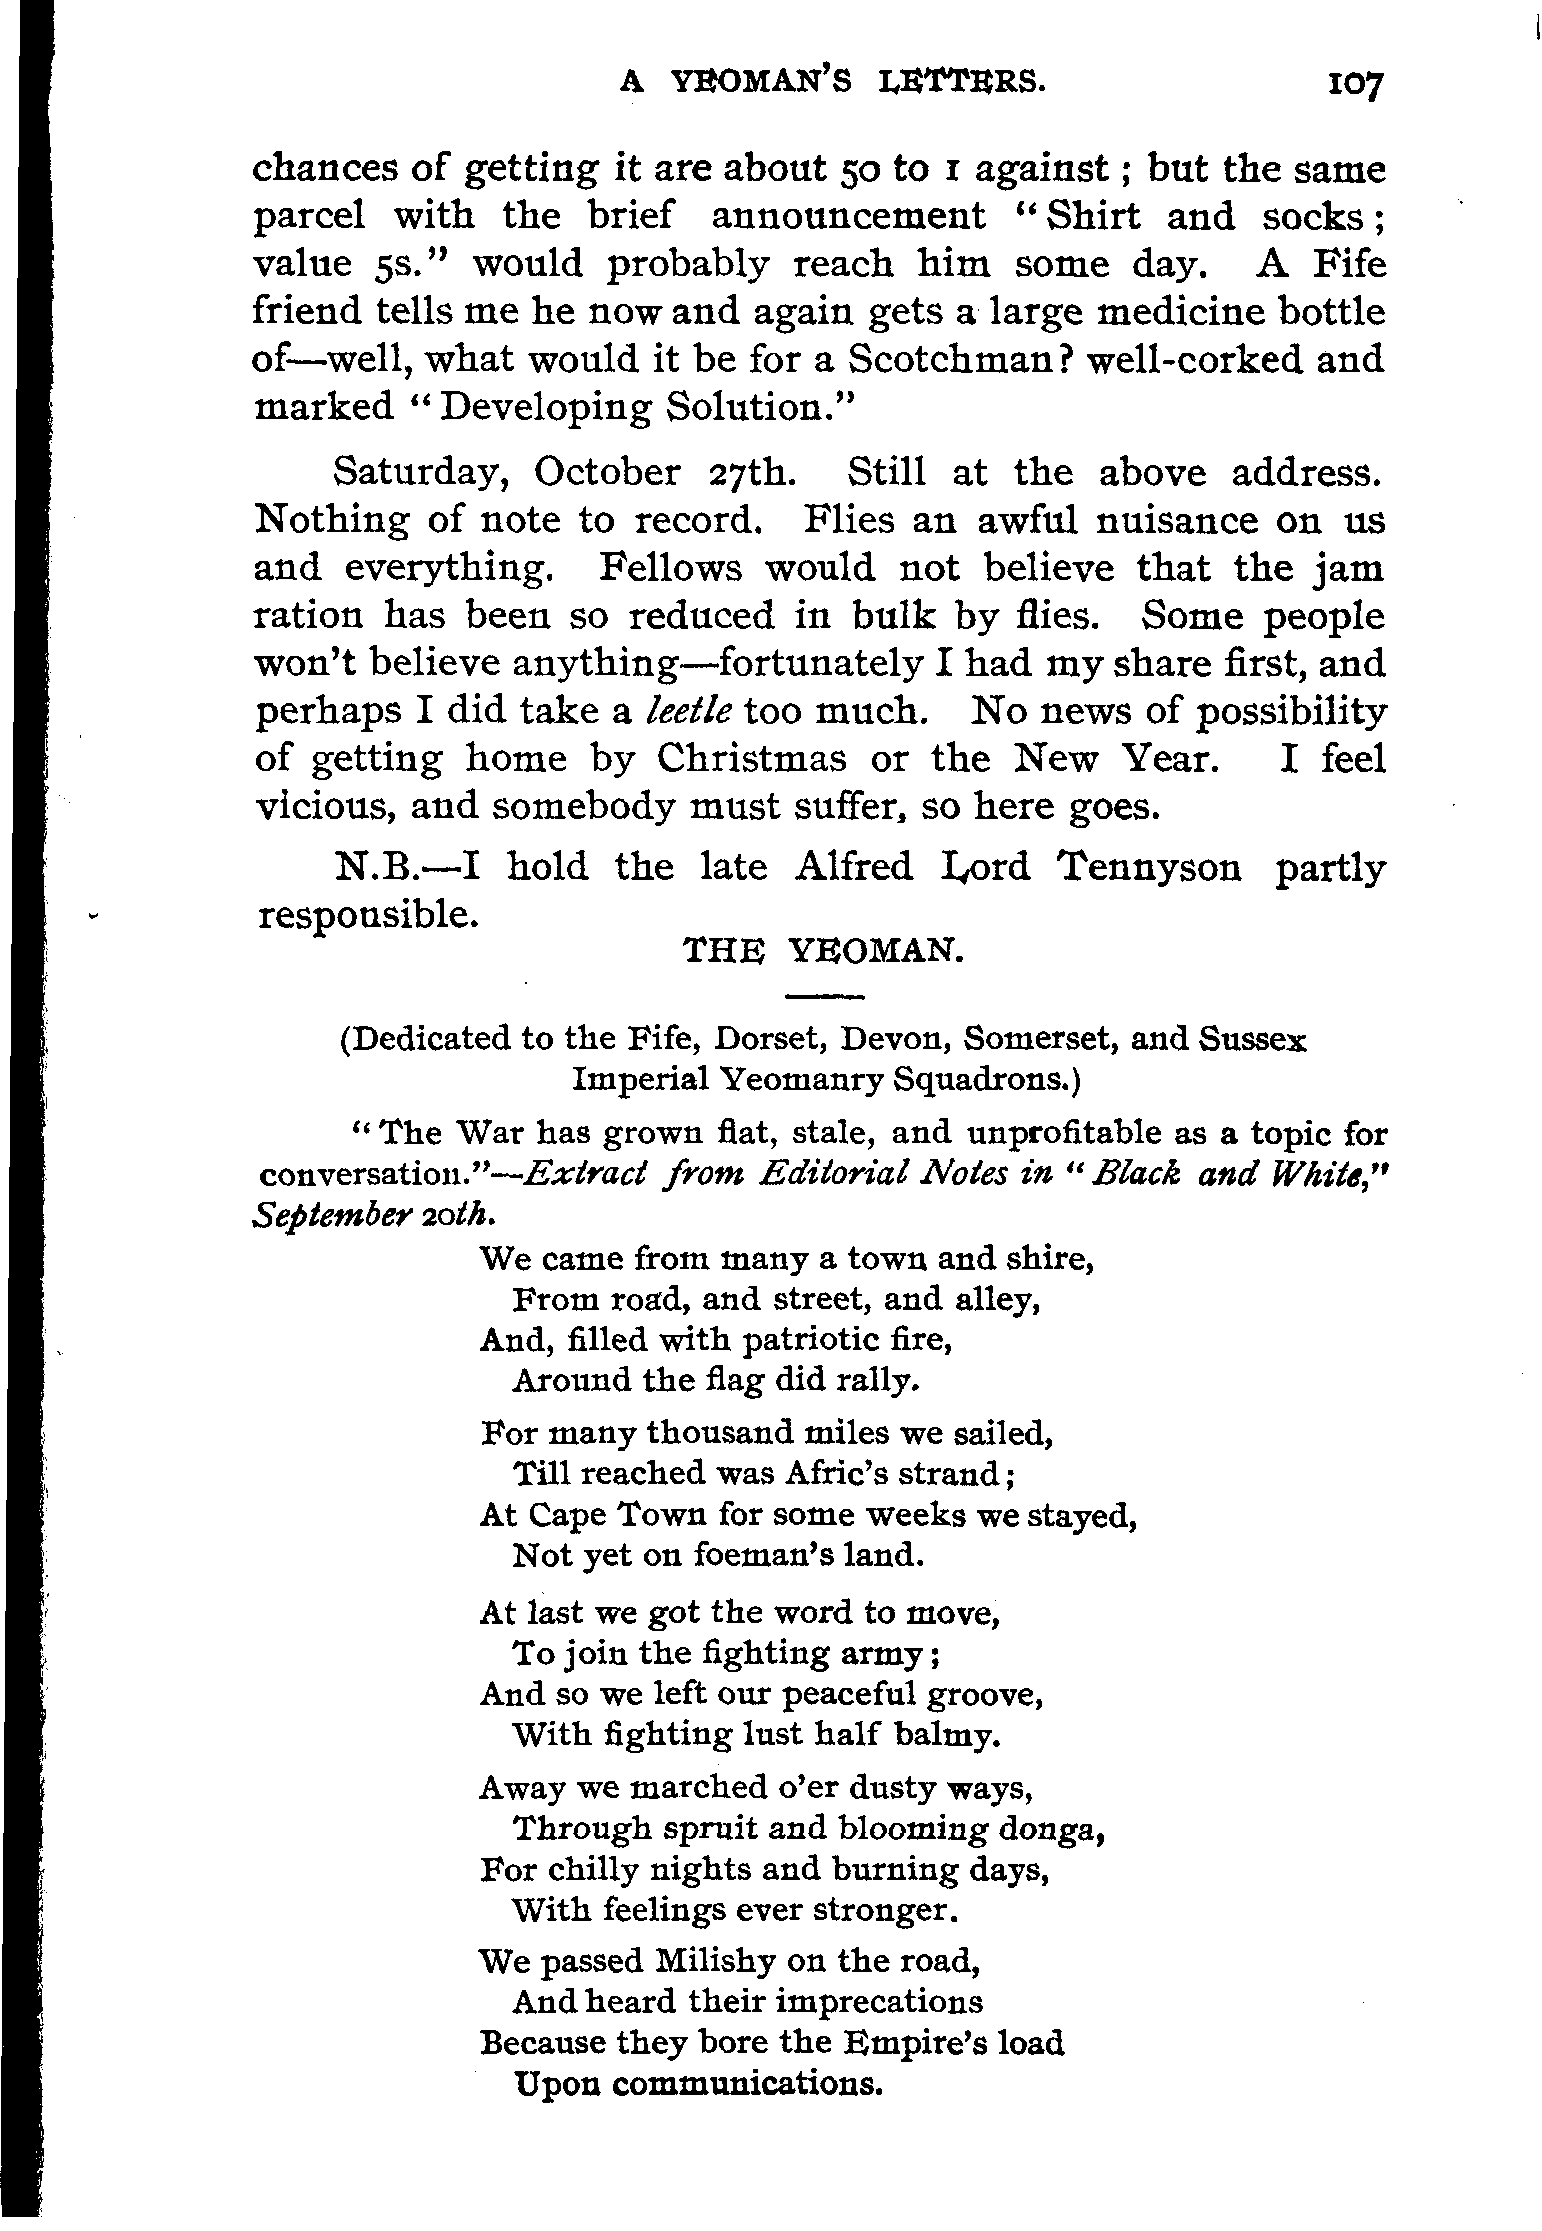 A YEOMAN'S LETTERS. 107
chances of getting it are about 50 to 1 against ; but the same
parcel with the brief announcement " Shirt and socks ;
value 5s." would probably reach him some day. A Fife
friend tells me he now and again gets a large medicine bottle
of—well, what would it be for a Scotchman? well-corked and
marked " Developing Solution."
Saturday, October 27th. Still at the above address.
Nothing of note to record. Flies an awful nuisance on us
and everything. Fellows would not believe that the jam
ration has been so reduced in bulk by flies. Some people
won't believe anything—fortunately I had my share first, and
perhaps I did take a leetle too much. No news of possibility
of getting home by Christmas or the New Year. I feel
vicious, and somebody must suffer, so here goes.
N.B.—I hold the late Alfred Lord Tennyson partly
responsible.
THE YEOMAN.
(Dedicated to the Fife, Dorset, Devon, Somerset, and Sussex
Imperial Yeomanry Squadrons.)
" The War has grown flat, stale, and unprofitable as a topic for
conversation."—Extract from Editorial Notes in " Black and White,"
September 20th.
We came from many a town and shire,
From road, and street, and alley,
And, filled with patriotic fire,
Around the flag did rally.
For many thousand miles we sailed,
Till reached was Afric's strand ;
At Cape Town for some weeks we stayed,
Not yet on foeman's land.
At last we got the word to move,
To join the fighting army ;
And so we left our peaceful groove,
With fighting lust half balmy.
Away we marched o'er dusty ways,
Through spruit and blooming donga,
For chilly nights and burning days,
With feelings ever stronger.
We passed Milishy on the road,
And heard their imprecations
Because they bore the Empire's load
Upon communications.